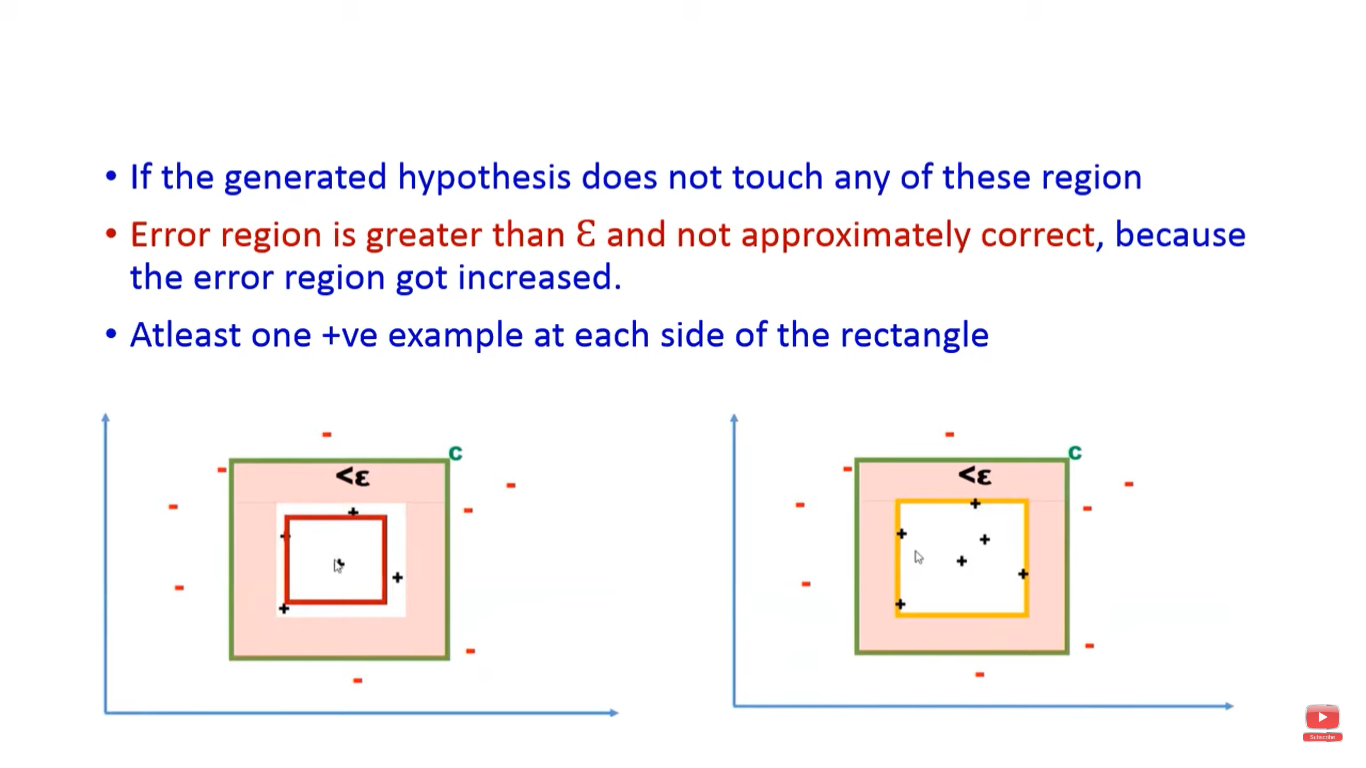 • If the generated hypothesis does not touch any of these region
• Error region is greater than Ɛ and not approximately correct, because
the error region got increased.
• Atleast one +ve example at each side of the rectangle
C
<ε
C
<ε
Subscribe